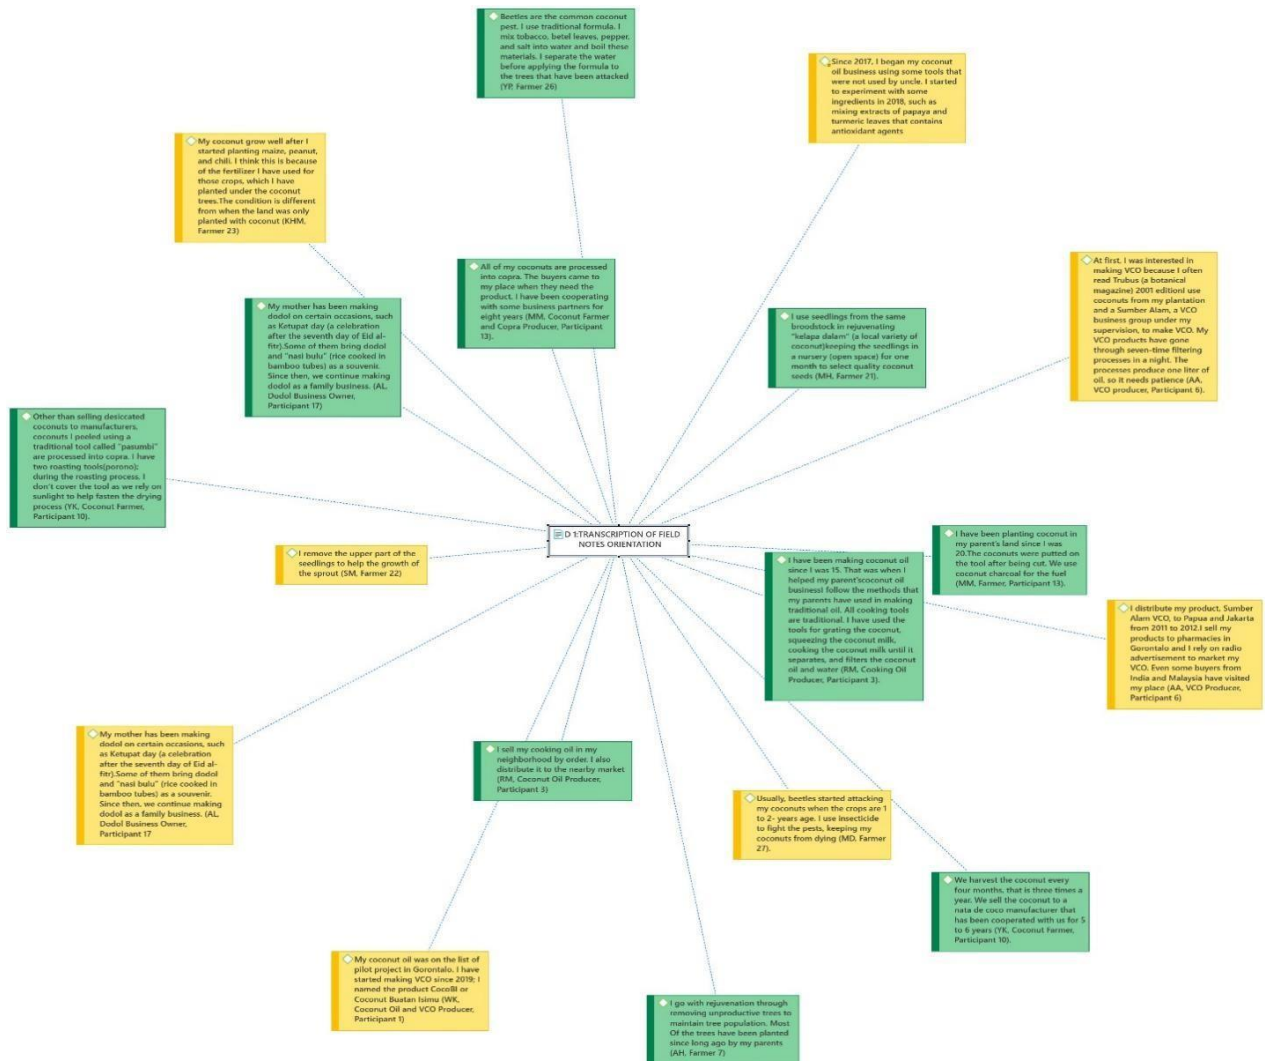 Beetles are the common coconut
pest. I use traditional formula. I
mix tobacco, betel leaves, pepper,
and salt into water and boil these
materials. I separate the water
before applying the formula to
the trees that have been attacked
(YP, Farmer 26)
Since 2017, I began my coconut
oil business using some tools that
were not used by uncle. I started
to experiment with some
ingredients in 2018, such as
mixing extracts of papaya and
turmeric leaves that contains
antioxidant agents
My coconut grow well after I
started planting maize, peanut,
and chili. I think this is because
of the fertilizer I have used for
those crops, which I have
planted under the coconut
trees.The condition is different
from when the land was only
planted with coconut (KHM,
Farmer 23)
All of my coconuts are processed
into copra. The buyers came to
my place when they need the
product. I have been cooperating
with some business partners for
eight years (MM, Coconut Farmer
and Copra Producer, Participant
13).
At first, I was interested in
making VCO because I often
read Trubus (a botanical
magazine) 2001 editionI use
coconuts from my plantation
and a Sumber Alam, a VCO
business group under my
supervision, to make VCO. My
VCO products have gone
through seven-time filtering
processes in a night. The
processes produce one liter of
oil, so it needs patience (AA,
VCO producer, Participant 6).
My mother has been making
dodol on certain occasions, such
as Ketupat day (a celebration
after the seventh day of Eid al-
fitr).Some of them bring dodol
and "nasi bulu" (rice cooked in
bamboo tubes) as a souvenir.
Since then, we continue making
dodol as a family business. (AL,
Dodol Business Owner,
Participant 17)
I use seedlings from the same
broodstock in rejuvenating
"kelapa dalam" (a local variety of
coconut)keeping the seedlings in
a nursery (open space) for one
month to select quality coconut
seeds (MH, Farmer 21).
Other than selling desiccated
coconuts to manufacturers,
coconuts I peeled using a
traditional tool called "pasumbi"
are processed into copra. I have
two roasting tools(porono);
during the roasting process, I
don't cover the tool as we rely on
sunlight to help fasten the drying
process (YK, Coconut Farmer,
Participant 10).
D 1:TRANSCRIPTION OF FIELD
NOTES ORIENTATION
I remove the upper part of the
seedlings to help the growth of
the sprout (SM, Farmer 22)
I have been making coconut oil
since I was 15. That was when I
helped my parent'scoconut oil
businessI follow the methods that
my parents have used in making
traditional oil. All cooking tools
are traditional. I have used the
tools for grating the coconut,
squeezing the coconut milk,
cooking the coconut milk until it
separates, and filters the coconut
oil and water (RM, Cooking Oil
Producer, Participant 3).
I have been planting coconut in
my parent's land since I was
20.The coconuts were putted on
the tool after being cut. We use
coconut charcoal for the fuel
(MM, Farmer, Participant 13).
I distribute my product, Sumber
Alam VCO, to Papua and Jakarta
from 2011 to 2012.I sell my
products to pharmacies in
Gorontalo and I rely on radio
advertisement to market my
VCO. Even some buyers from
India and Malaysia have visited
my place (AA, VCO Producer,
Participant 6)
My mother has been making
dodol on certain occasions, such
as Ketupat day (a celebration
after the seventh day of Eid al-
fitr).Some of them bring dodol
and "nasi bulu" (rice cooked in
bamboo tubes) as a souvenir.
Since then, we continue making
dodol as a family business. (AL,
Dodol Business Owner,
Participant 17
I sell my cooking oil in my
neighborhood by order. I also
distribute it to the nearby market
(RM, Coconut Oil Producer,
Participant 3)
Usually, beetles started attacking
my coconuts when the crops are 1
to 2- years age. I use insecticide
to fight the pests, keeping my
coconuts from dying (MD, Farmer
27).
We harvest the coconut every
four months, that is three times a
year. We sell the coconut to a
nata de coco manufacturer that
has been cooperated with us for 5
to 6 years (YK, Coconut Farmer,
Participant 10).
My coconut oil was on the list of
pilot project in Gorontalo. I have
started making VCO since 2019; I
named the product CocoBI or
Coconut Buatan Isimu (WK,
Coconut Oil and VCO Producer,
Participant 1)
I go with rejuvenation through
removing unproductive trees to
maintain tree population. Most
Of the trees have been planted
since long ago by my parents
(AH, Farmer 7)